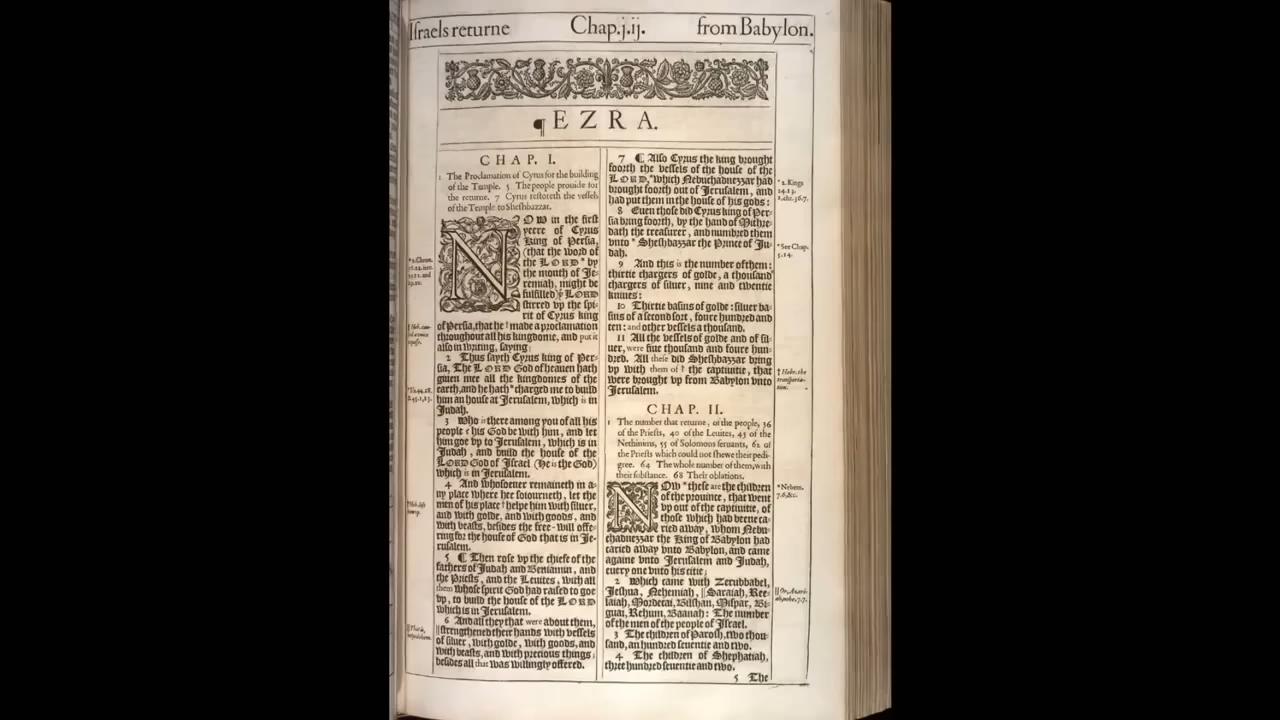 Israels returne Chap.j.ij. from Babylon.
¶ E Z R A.
C H A P. I.
1 The Proclamation of Cyrus for the building
of the Temple. 5 The people prouide for
the returne. 7 Cyrus restoreth the vessels
of the Temple to Sheshbazzar.
NOW in the first
yeere of Cyrus
King of Persia,
(that the word of
the LORD * by
the mouth of Je-
remiah, might be
fulfilled) yͤ LORD
stirred vp the spi-
rit of Cyrus king
of Persia, that he † made a proclamation
throughout all his kingdome, and put it
also in writing, saying;
2 Thus sayth Cyrus king of Per-
sia, The LORD God of heauen hath
giuen mee all the kingdomes of the
earth, and he hath * charged me to build
him an house at Jerusalem, which is in
Judah.
3 Who is there among you of all his
people? his God be with him, and let
him goe vp to Jerusalem, which is in
Judah, and build the house of the
LORD God of Israel (He is the God)
which is in Jerusalem.
4 And whosoeuer remaineth in a-
ny place where hee soiourneth, let the
men of his place † helpe him with siluer,
and with golde, and with goods, and
with beasts, besides the free-will offe-
ring for the house of God that is in Je-
rusalem.
5 ¶ Then rose vp the chiefe of the
fathers of Judah and Beniamin, and
the Priests, and the Leuites, with all
them whose spirit God had raised to goe
vp, to build the house of the LORD
which is in Jerusalem.
6 And all they that were about them,
|| strengthened their hands with vessels
of siluer, with golde, with goods, and
with beasts, and with precious things;
besides all that was willingly offered.
7 ¶ Also Cyrus the king brought
foorth the vessels of the house of the
LORD, * which Nebuchadnezzar had
brought foorth out of Jerusalem, and
had put them in the house of his gods:
8 Euen those did Cyrus king of Per-
sia bring foorth, by the hand of Mithre-
dath the treasurer, and numbred them
vnto * Sheshbazzar the Prince of Ju-
dah.
9 And this is the number of them:
thirtie chargers of golde, a thousand
chargers of siluer, nine and twentie
kniues:
10 Thirtie basins of golde: siluer ba-
sins of a second sort, foure hundred and
ten: and other vessels a thousand.
11 All the vessels of golde and of sil-
uer, were fiue thousand and foure hun-
dred. All these did Sheshbazzar bring
vp with them of † the captiuitie, that
were brought vp from Babylon vnto
Jerusalem.
CHAP. II.
1 The number that returne, of the people, 36
of the Priests, 40 of the Leuites, 43 of the
Nethinims, 55 of Solomons seruants, 62 of
the Priests which could not shewe their pedi-
gree. 64 The whole number of them, with
their substance. 68 Their oblations.
NOW * these are the children
of the prouince, that went
vp out of the captiuitie, of
those which had beene ca-
ried away, whom Nebu-
chadnezzar the King of Babylon had
caried away vnto Babylon, and came
againe vnto Jerusalem and Judah,
euery one vnto his citie;
2 Which came with Zerubbabel,
Jeshua, Nehemiah, || Saraiah, Ree-
laiah, Mordecai, Bilshan, Mispar, Bi-
guai, Rehum, Baanah: The number
of the men of the people of Israel.
3 The children of Parosh, two thou-
sand, an hundred seuentie and two.
4 The children of Shephatiah,
three hundred seuentie and two.
5 The
* 2. Kings
24.13.
2.chr.36.7.
* See Chap.
5.14.
† Hebr. the
transporta-
tion.
* Nehem.
7.6,&c.